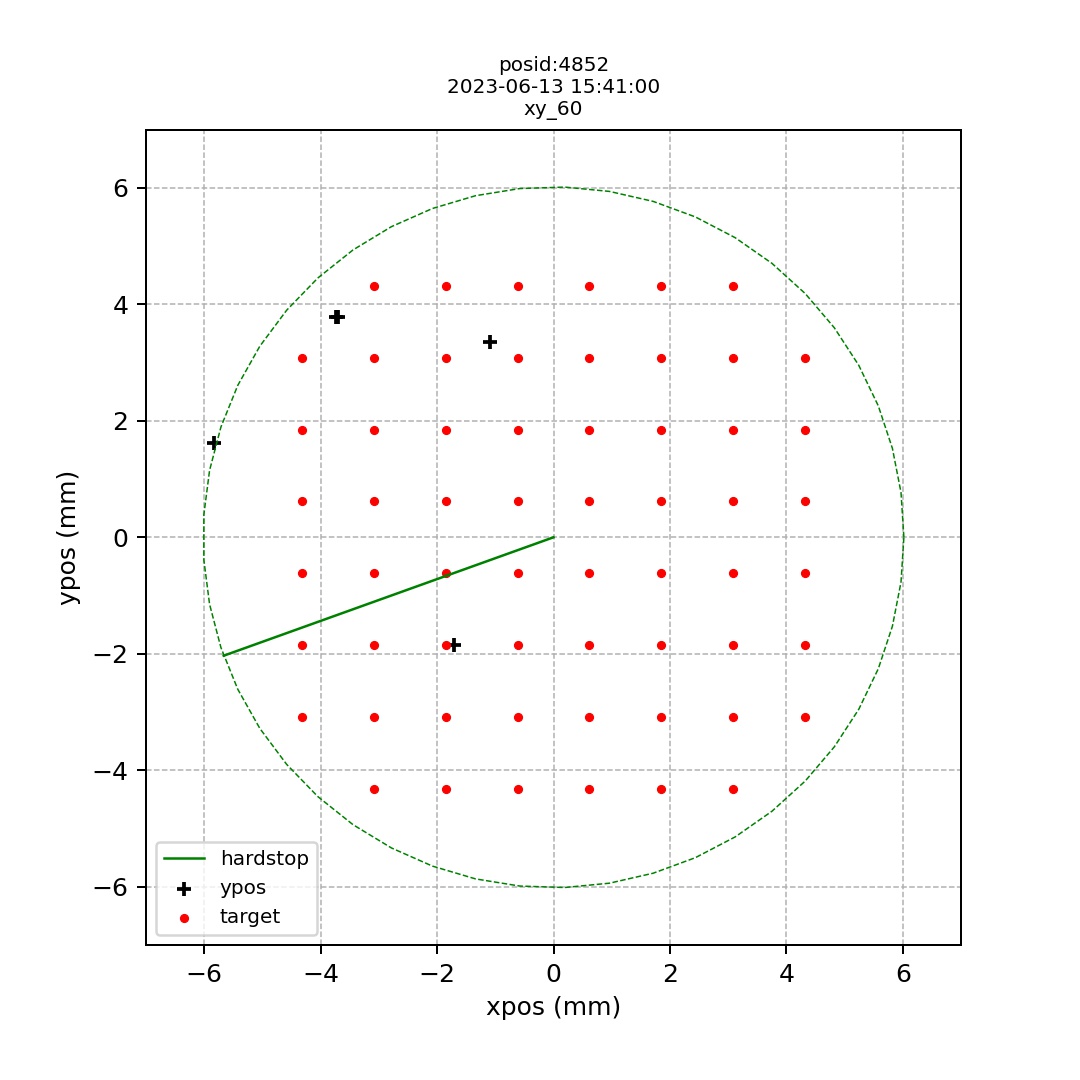 posid:4852
2023-06-13 15:41:00
xy_60
ypos (mm)
6
4
2
0
−2
−4
−6
hardstop
ypos
target
−6 −4 −2 0 2 4 6
xpos (mm)